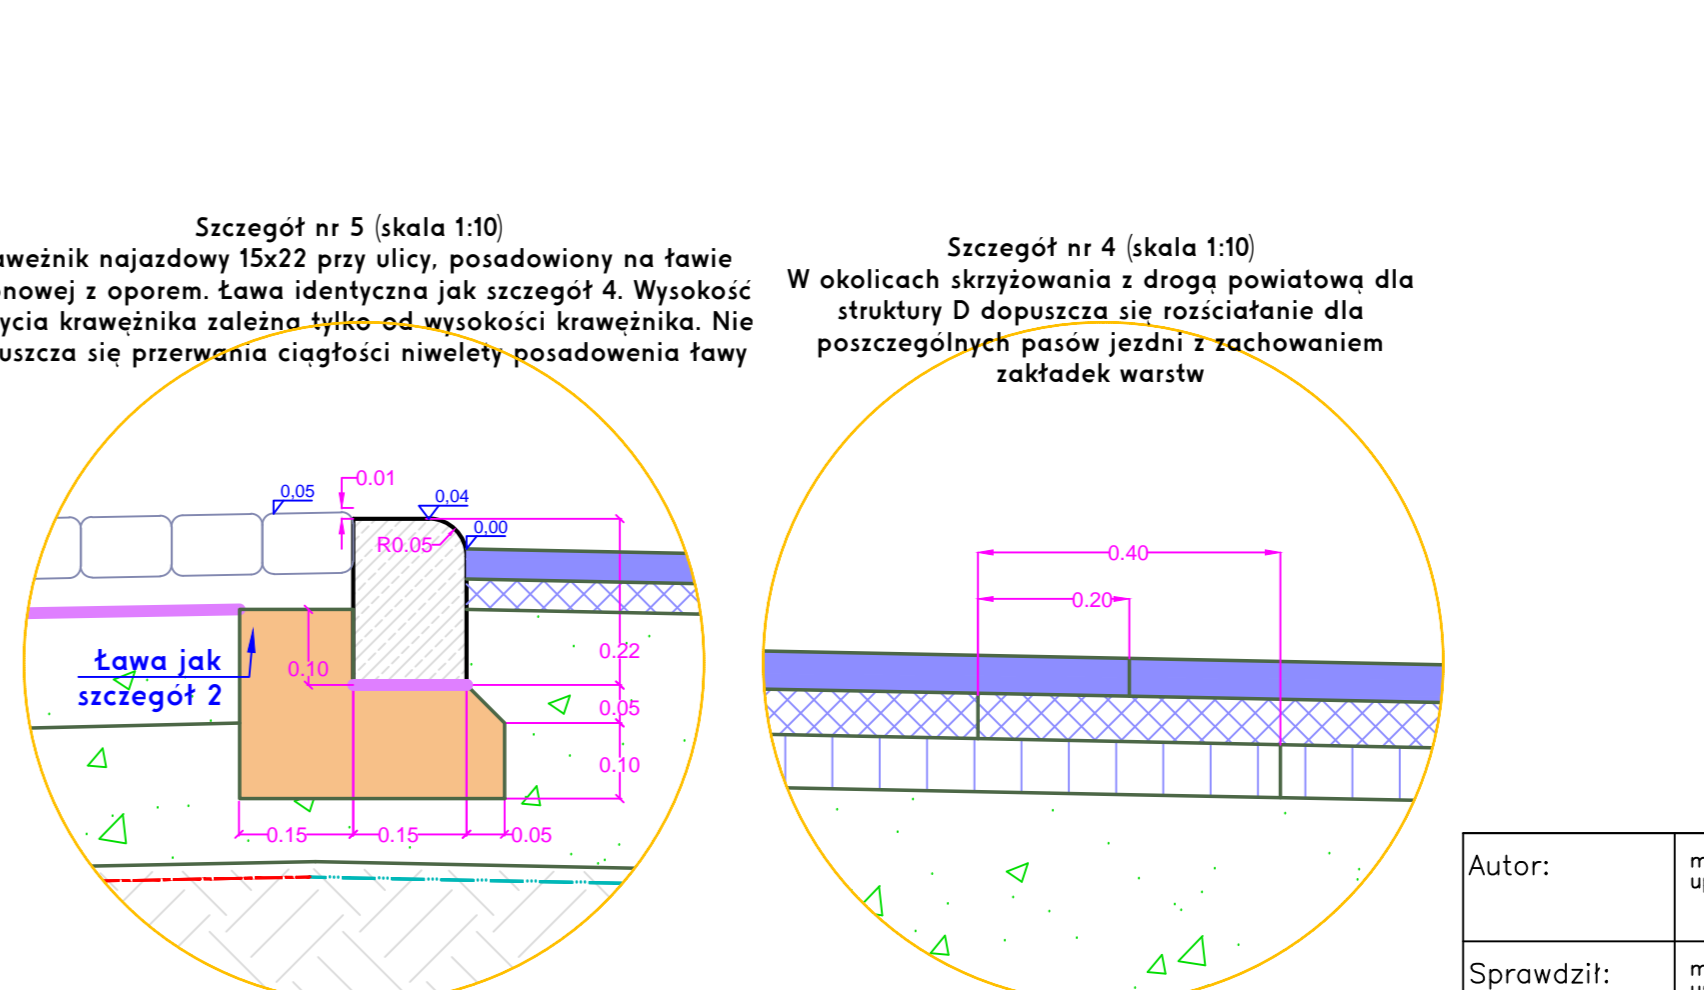 Szczegół nr 5 (skala 1:10)
najazdowy 15x22 przy ulicy, posadowiony na ławie
z oporem. Ława identyczna jak szczegół 4. Wysokość
krawężnika zależna tylko od wysokości krawężnika. Nie
się przerwania ciągłości niwelety posadowenia ławy
0.01
0,05
0,04
0,00
R0.05
0.10
Ława jak
szczegół 2
0.22
0.05
0.10
0.15
0.15
0.05
Szczegół nr 4 (skala 1:10)
W okolicach skrzyżowania z drogą powiatową dla
struktury D dopuszcza się rozściałanie dla
poszczególnych pasów jezdni z zachowaniem
zakładek warstw
0.40
0.20
Autor:
Sprawdził: